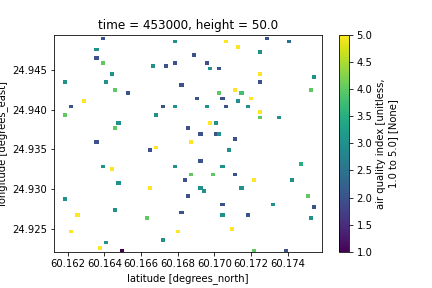 time = 453000, height = 50.0
24.945
24.940
24.935
24.930
24.925
longitude [degrees_east]
60.162 60.164 60.166 60.168 60.170 60.172 60.174
latitude [degrees_north]
5.0
4.5
4.0
3.5
3.0
2.5
2.0
1.5
1.0
air quality index [unitless,
1.0 to 5.0] [None]